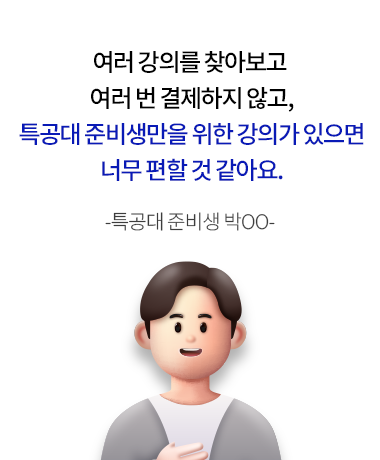 여러 강의를 찾아보고
여러 번 결제하지 않고,
특공대 준비생만을 위한 강의가 있으면
너무 편할 것 같아요.
-특공대 준비생 박OO-